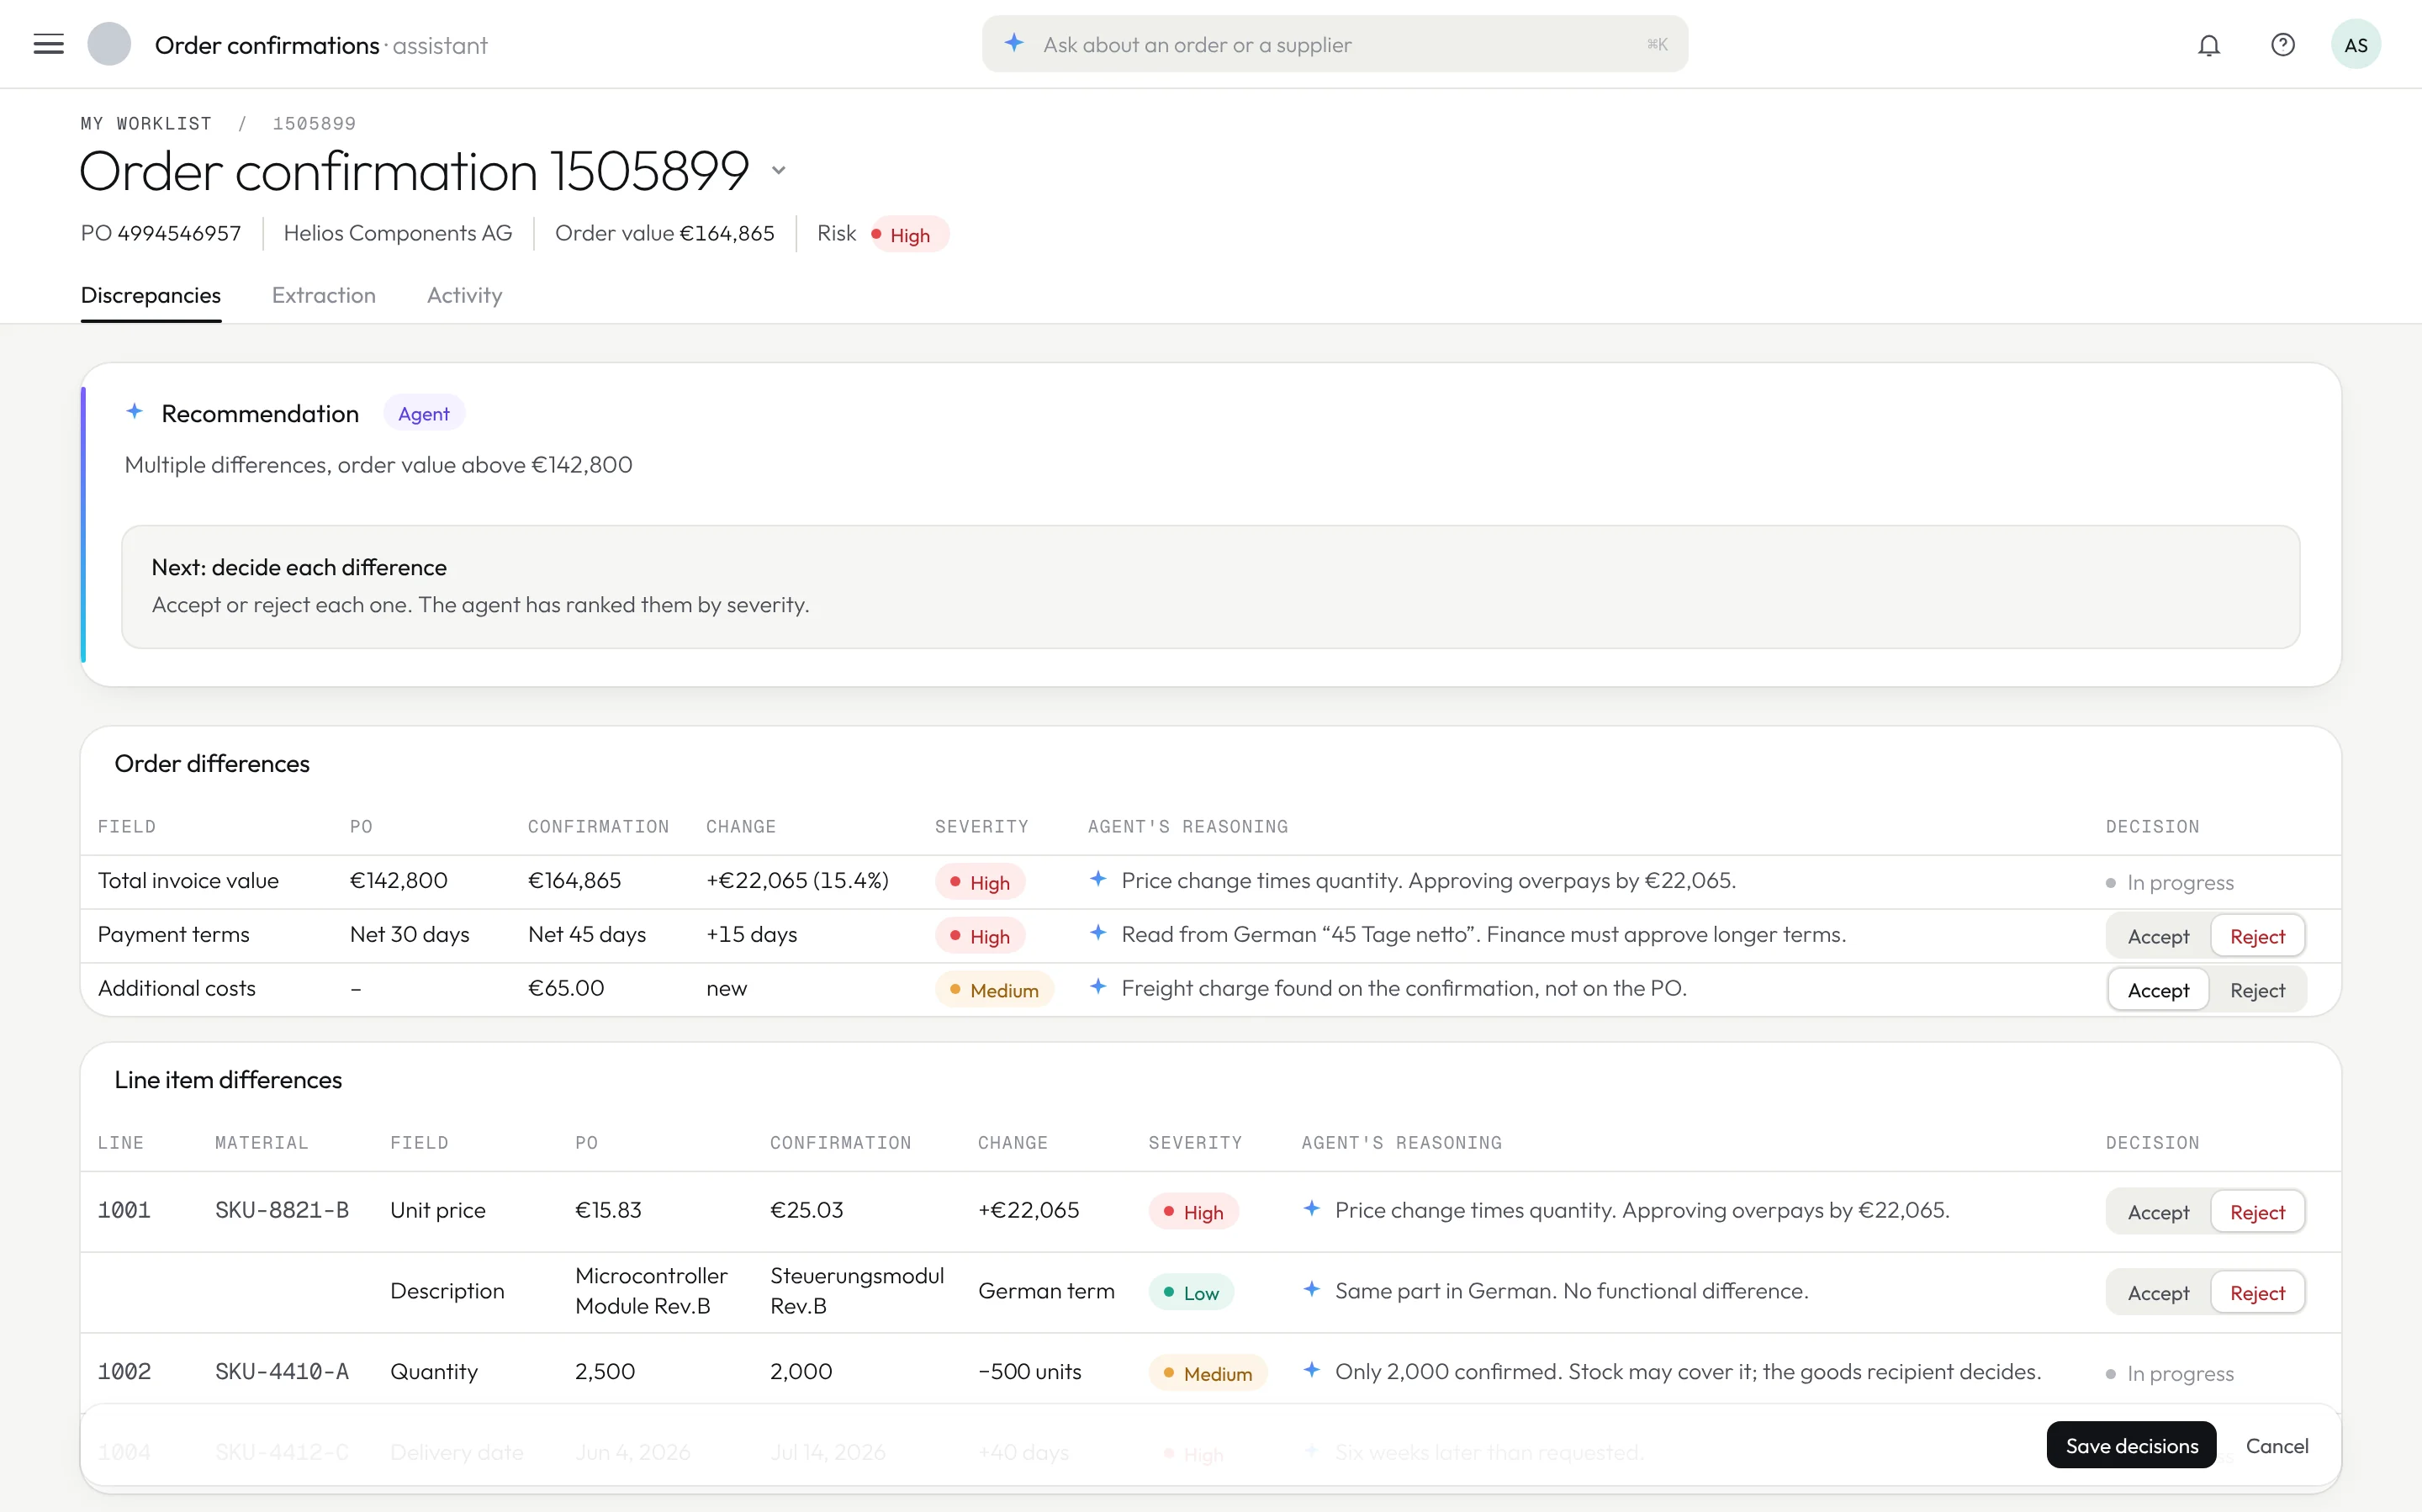 Order confirmations · assistant
Ask about an order or a supplier ⌘K
AS
MY WORKLIST / 1505899
Order confirmation 1505899
PO 4994546957 Helios Components AG Order value €164,865 Risk High
Discrepancies Extraction Activity
Recommendation Agent
Multiple differences, order value above €142,800
Next: decide each difference
Accept or reject each one. The agent has ranked them by severity.
Order differences
FIELD PO CONFIRMATION CHANGE SEVERITY AGENT'S REASONING DECISION
Total invoice value €142,800 €164,865 +€22,065 (15.4%) High Price change times quantity. Approving overpays by €22,065. In progress
Payment terms Net 30 days Net 45 days +15 days High Read from German “45 Tage netto”. Finance must approve longer terms. Accept Reject
Additional costs – €65.00 new Medium Freight charge found on the confirmation, not on the PO. Accept Reject
Line item differences
LINE MATERIAL FIELD PO CONFIRMATION CHANGE SEVERITY AGENT'S REASONING DECISION
1001 SKU-8821-B Unit price €15.83 €25.03 +€22,065 High Price change times quantity. Approving overpays by €22,065. Accept Reject
Description Microcontroller Module Rev.B Steuerungsmodul Rev.B German term Low Same part in German. No functional difference. Accept Reject
1002 SKU-4410-A Quantity 2,500 2,000 −500 units Medium Only 2,000 confirmed. Stock may cover it; the goods recipient decides. In progress
1004 SKU-4412-C Delivery date Jun 4, 2026 Jul 14, 2026 +40 days High Six weeks later than requested.
Save decisions Cancel